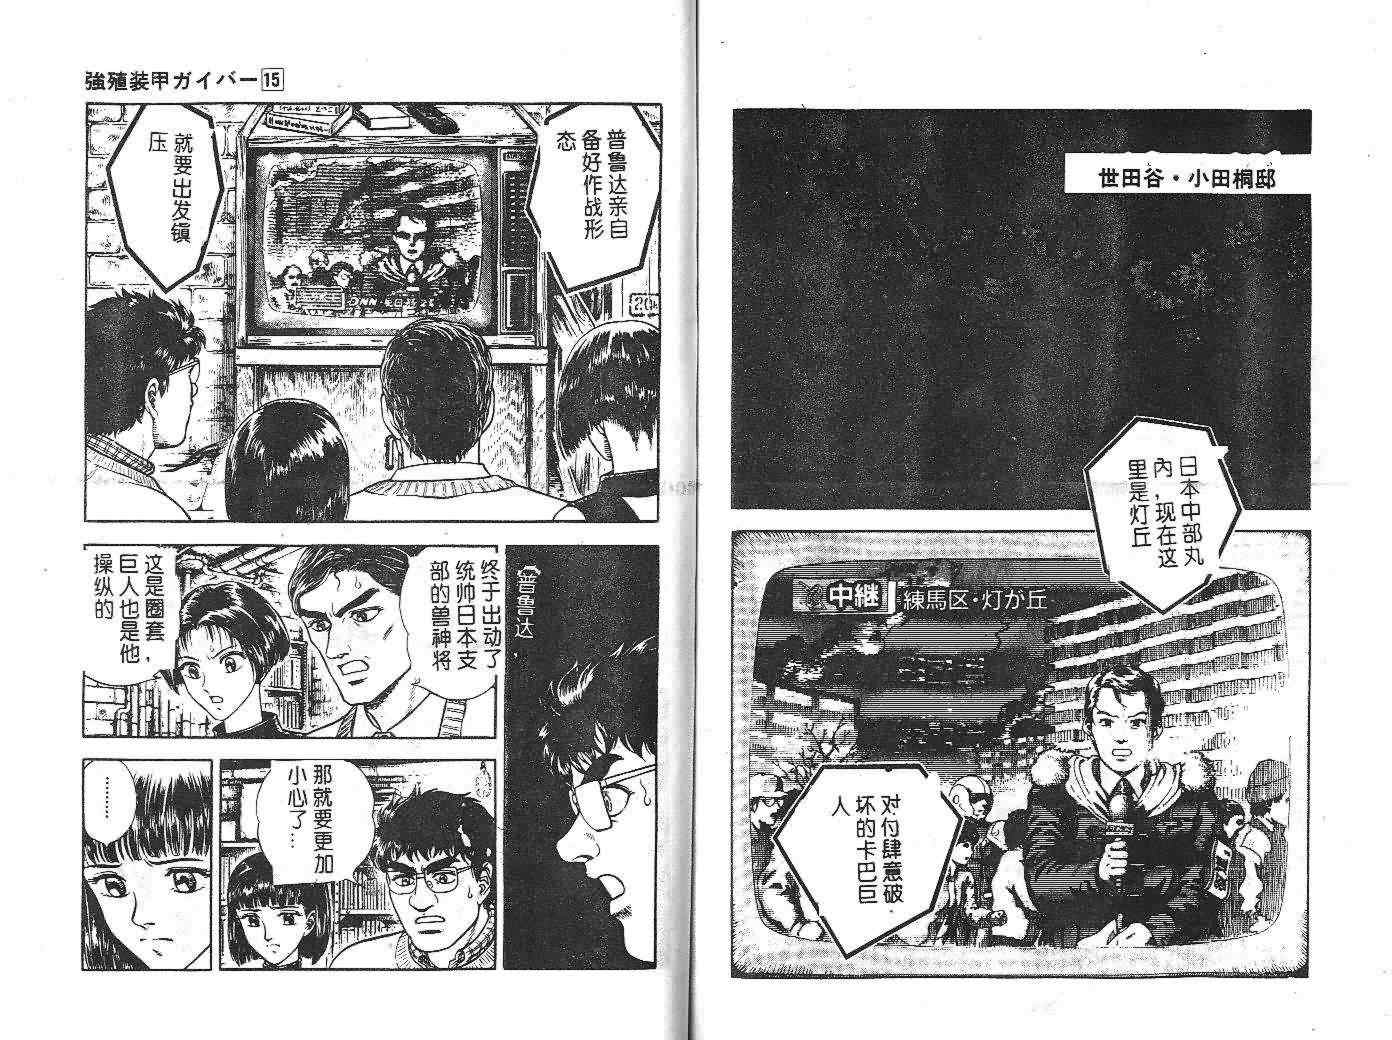 世田谷・小田桐邸
日本中部丸
内,现在这
里是灯丘
中継
練馬区・灯が丘
对付肆意破
坏的卡巴巨
人
強殖装甲ガイバー15
普鲁达亲自
备好作战形
态
就要出发镇
压
20
普鲁达,
终于出动了
统帅日本支
部的兽神将
这是圈套,
巨人也是他
操纵的
那就要更加
小心了…
………